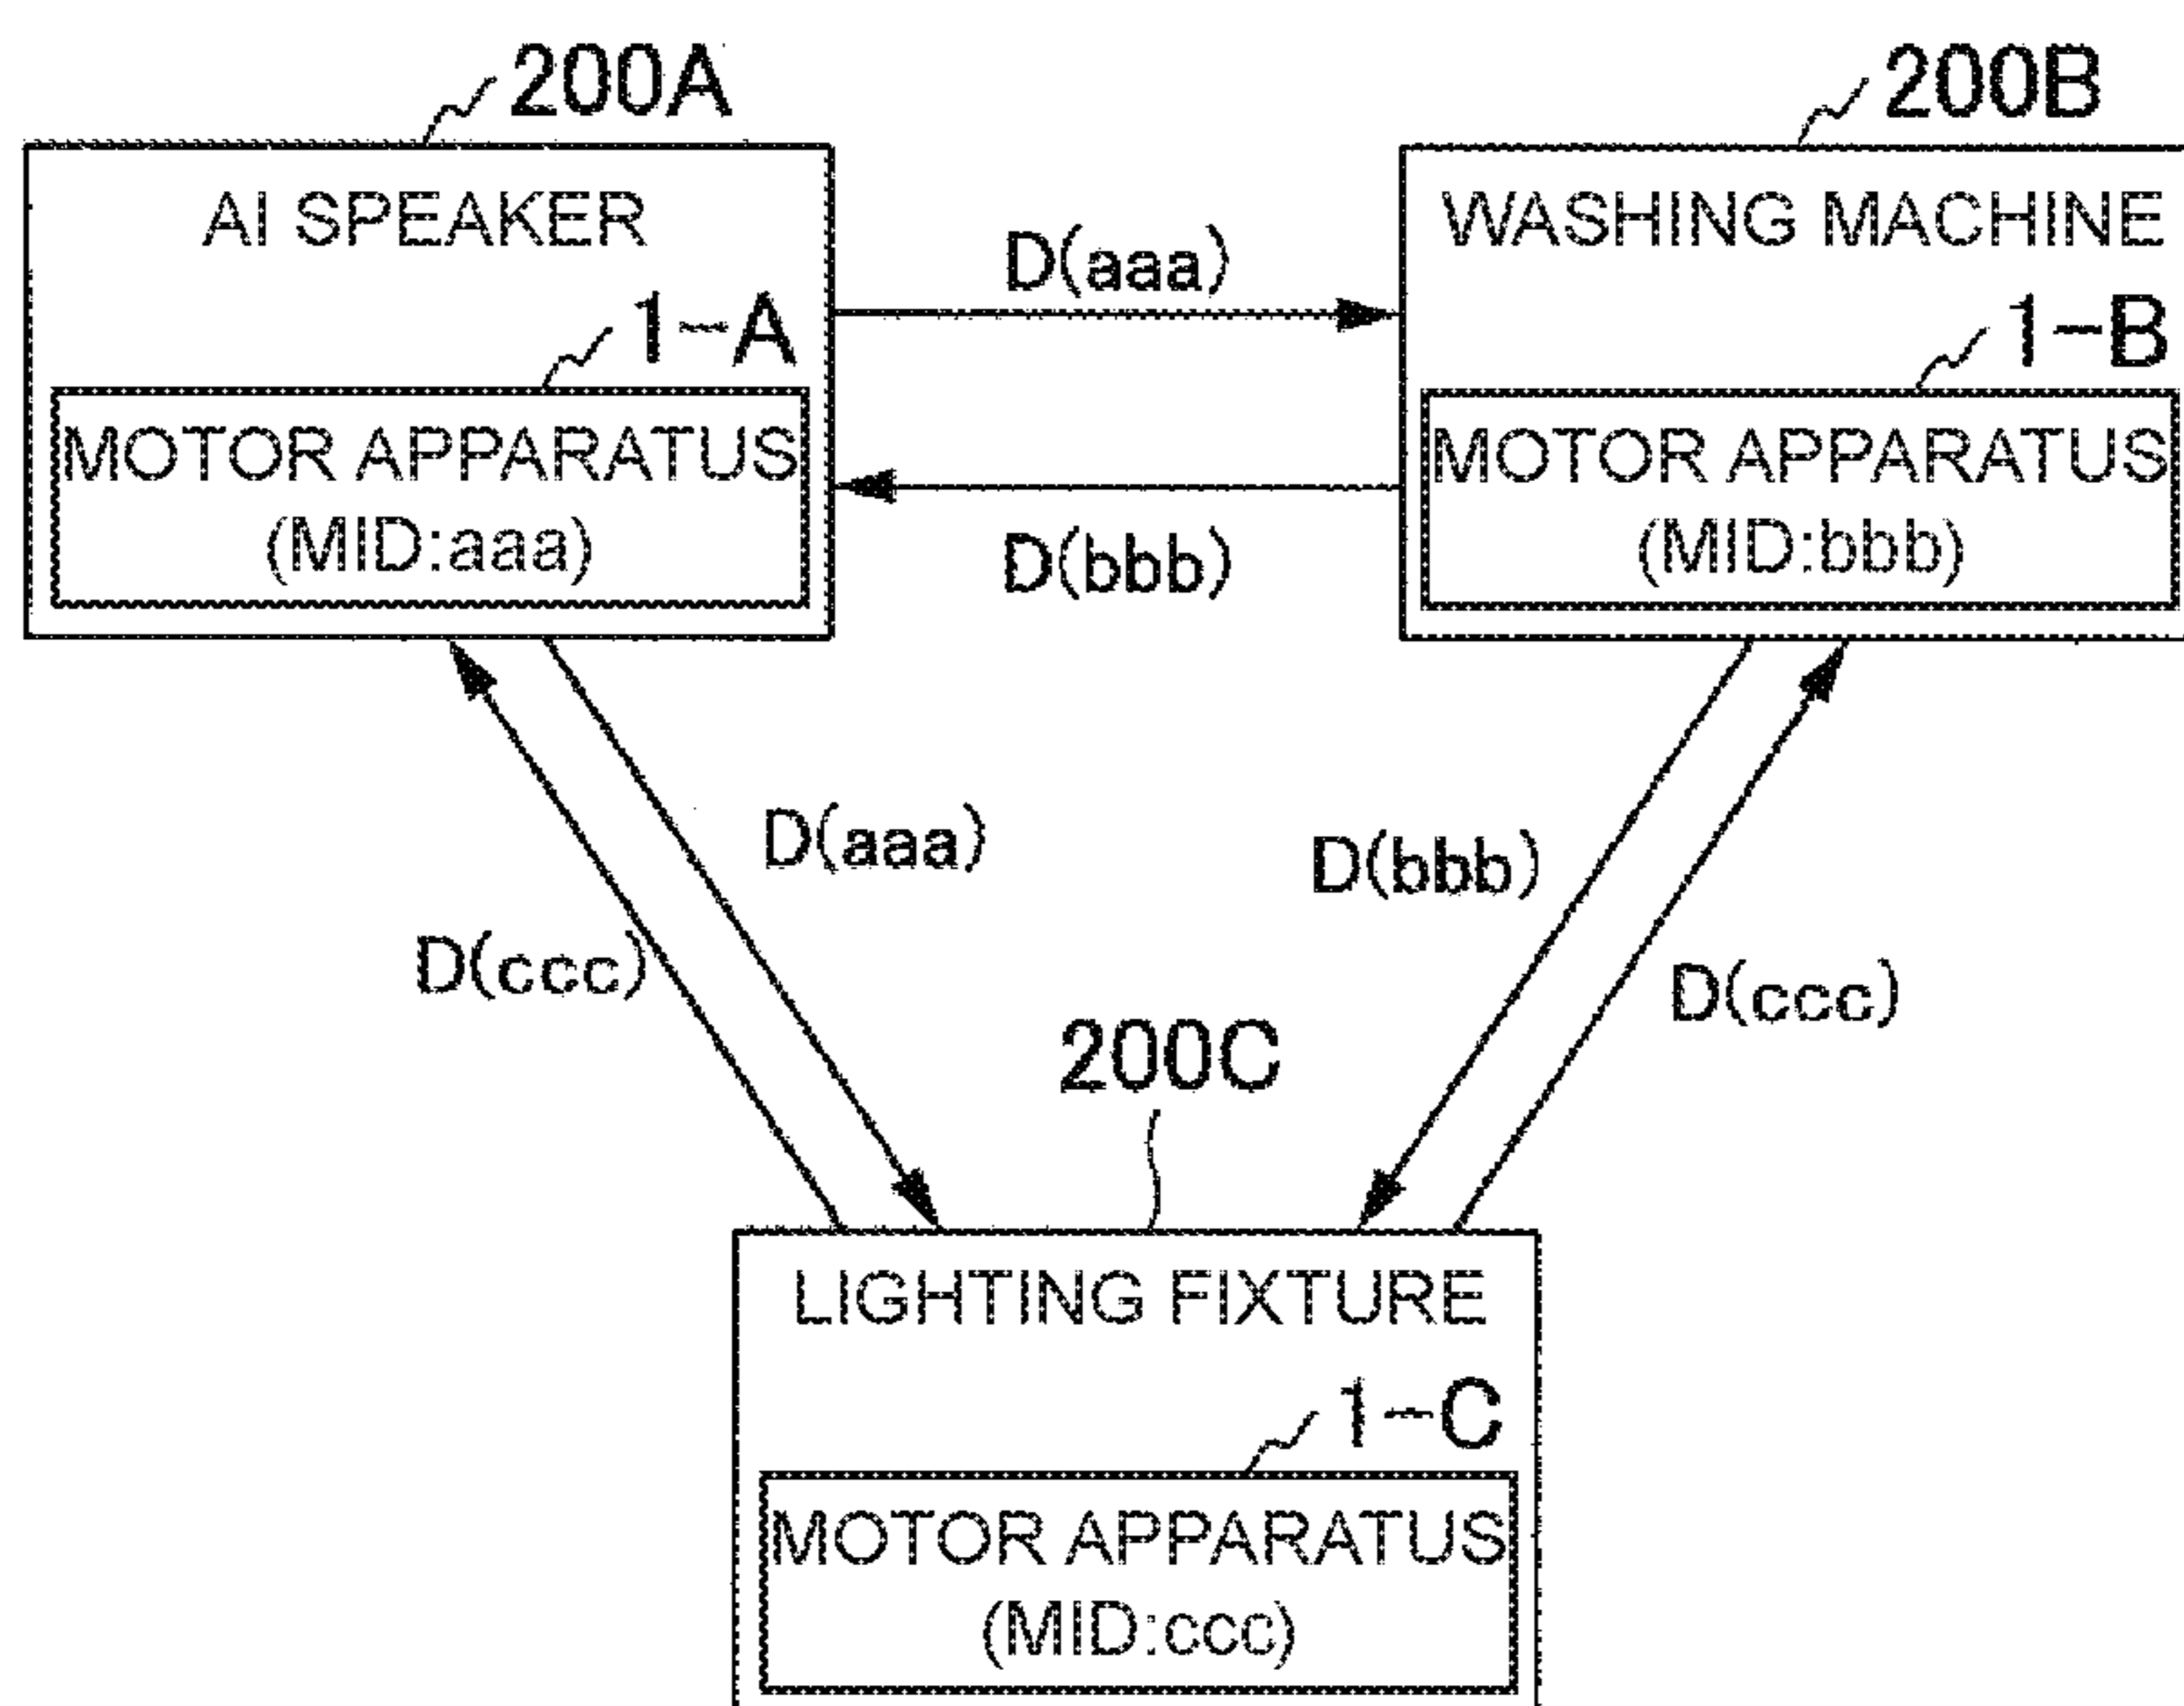 200A
200B
AI SPEAKER
WASHING MACHINE
D(aaa)
1-A
1-B
MOTOR APPARATUS
(MID:aaa)
MOTOR APPARATUS
(MID:bbb)
D(bbb)
D(aaa)
D(bbb)
D(ccc)
D(ccc)
200C
LIGHTING FIXTURE
1-C
MOTOR APPARATUS
(MID:ccc)